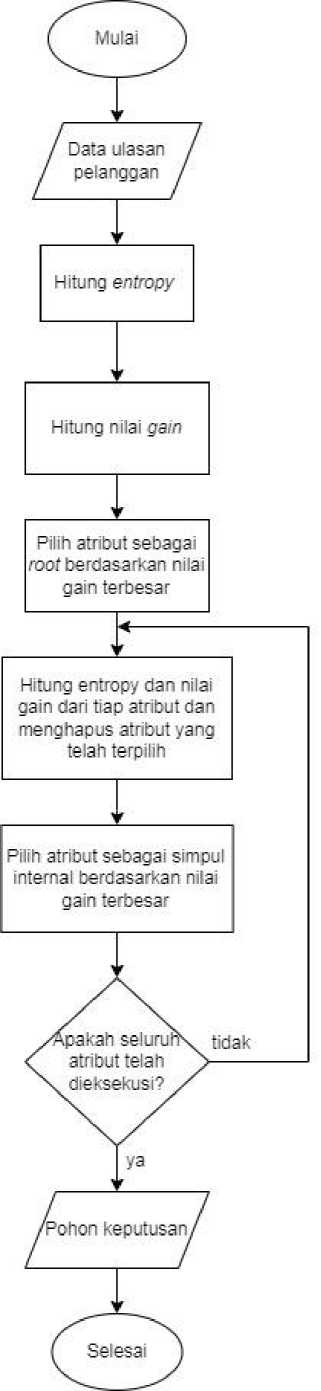 Mulai
Data ulasan
pelanggan
Hitung entropy
Hitung nilai gain
Pilih atribut sebagai
root berdasarkan nilai
gain terbesar
Hitung entropy dan nilai
gain dari tiap atribut dan
menghapus atribut yang
telah terpilih
Pilih atribut sebagai simpul
internal berdasarkan nilai
gain terbesar
Apakah seluruh
atribut telah
dieksekusi?
tidak
ya
Pohon keputusan
Selesai